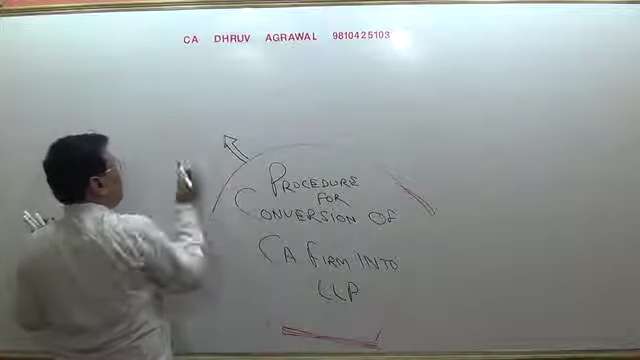 CA DHRUV AGRAWAL 9810425103
PROCEDURE
FOR
CONVERSION OF
CA FIRM INTO
LLP